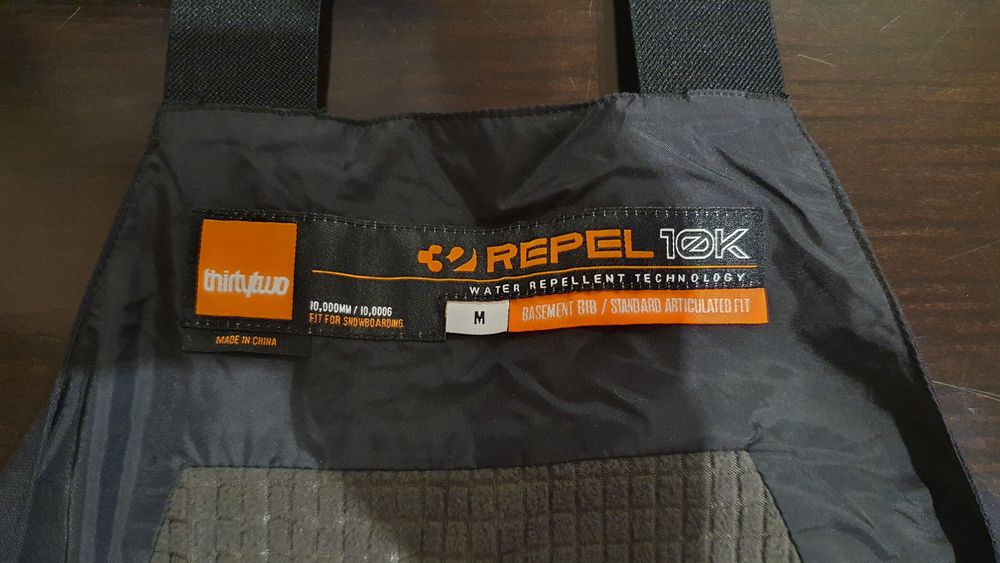 thirtytwo
32 REPEL 10K
WATER REPELLENT TECHNOLOGY
10,000MM / 10,000G
FIT FOR SNOWBOARDING
M
BASEMENT BIB / STANDARD ARTICULATED FIT
MADE IN CHINA